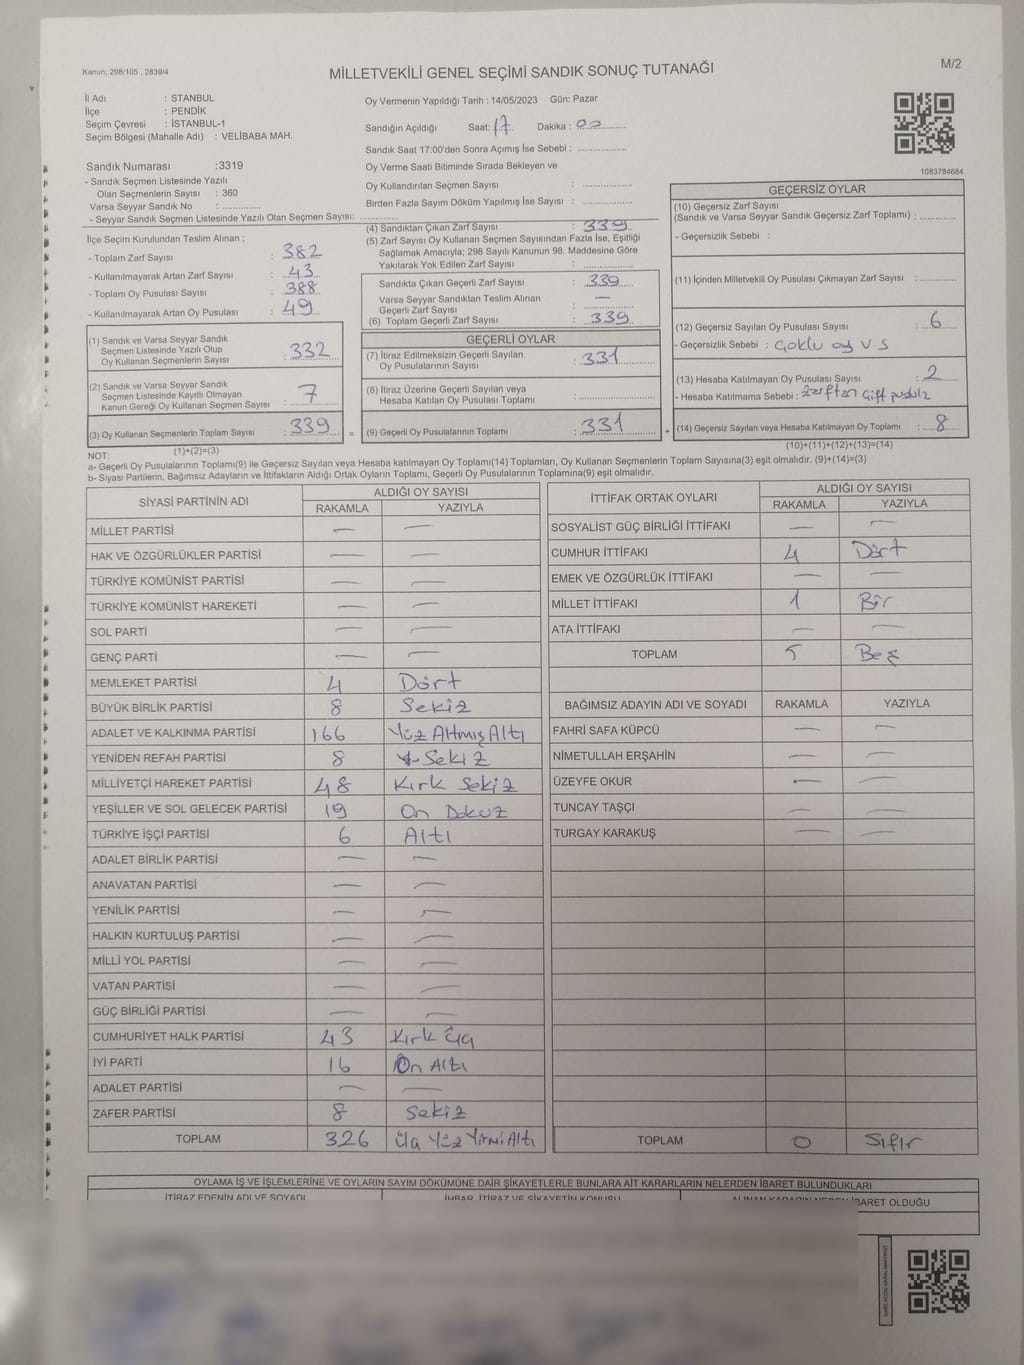 Kanun; 298/105 , 2839/4
MİLLETVEKİLİ GENEL SEÇİMİ SANDIK SONUÇ TUTANAĞI
M/2
İl Adı : STANBUL
İlçe : PENDİK
Seçim Çevresi : İSTANBUL-1
Seçim Bölgesi (Mahalle Adı) : VELİBABA MAH.
Oy Vermenin Yapıldığı Tarih : 14/05/2023 Gün: Pazar
Sandığın Açıldığı Saat: 17 Dakika : 00
Sandık Saat 17:00'den Sonra Açımış İse Sebebi :
Oy Verme Saati Bitiminde Sırada Bekleyen ve
Oy Kullandırılan Seçmen Sayısı :
Birden Fazla Sayım Döküm Yapılmış İse Sayısı :
1083784684
Sandık Numarası :3319
- Sandık Seçmen Listesinde Yazılı
Olan Seçmenlerin Sayısı : 360
Varsa Seyyar Sandık No :
- Seyyar Sandık Seçmen Listesinde Yazılı Olan Seçmen Sayısı:
İlçe Seçim Kurulundan Teslim Alınan ;
- Toplam Zarf Sayısı : 382
- Kullanılmayarak Artan Zarf Sayısı : 43
- Toplam Oy Pusulası Sayısı : 388
- Kullanılmayarak Artan Oy Pusulası : 49
(1) Sandık ve Varsa Seyyar Sandık
Seçmen Listesinde Yazılı Olup
Oy Kullanan Seçmenlerin Sayısı : 332
(2) Sandık ve Varsa Seyyar Sandık
Seçmen Listesinde Kayıtlı Olmayan
Kanun Gereği Oy Kullanan Seçmen Sayısı : 7
(3) Oy Kullanan Seçmenlerin Toplam Sayısı : 339
(1)+(2)=(3)
(4) Sandıktan Çıkan Zarf Sayısı : 339
(5) Zarf Sayısı Oy Kullanan Seçmen Sayısından Fazla İse, Eşitliği
Sağlamak Amacıyla; 298 Sayılı Kanunun 98. Maddesine Göre
Yakılarak Yok Edilen Zarf Sayısı :
Sandıkta Çıkan Geçerli Zarf Sayısı : 339
Varsa Seyyar Sandıktan Teslim Alınan
Geçerli Zarf Sayısı : —
(6) Toplam Geçerli Zarf Sayısı : 339
GEÇERLİ OYLAR
(7) İtiraz Edilmeksizin Geçerli Sayılan
Oy Pusulalarının Sayısı : 331
(8) İtiraz Üzerine Geçerli Sayılan veya
Hesaba Katılan Oy Pusulası Toplamı :
= (9) Geçerli Oy Pusulalarının Toplamı : 331 +
GEÇERSİZ OYLAR
(10) Geçersiz Zarf Sayısı
(Sandık ve Varsa Seyyar Sandık Geçersiz Zarf Toplamı) :
- Geçersizlik Sebebi :
(11) İçinden Milletvekili Oy Pusulası Çıkmayan Zarf Sayısı :
(12) Geçersiz Sayılan Oy Pusulası Sayısı : 6
- Geçersizlik Sebebi : Çoklu oy v s
(13) Hesaba Katılmayan Oy Pusulası Sayısı : 2
- Hesaba Katılmama Sebebi : Zarftan Çift
(14) Geçersiz Sayılan veya Hesaba Katılmayan Oy Toplamı : 8
(10)+(11)+(12)+(13)=(14)
NOT:
a- Geçerli Oy Pusulalarının Toplamı(9) ile Geçersiz Sayılan veya Hesaba katılmayan Oy Toplamı(14) Toplamları, Oy Kullanan Seçmenlerin Toplam Sayısına(3) eşit olmalıdır. (9)+(14)=(3)
b- Siyasi Partilerin, Bağımsız Adayların ve İttifakların Aldığı Ortak Oyların Toplamı, Geçerli Oy Pusulalarının Toplamına(9) eşit olmalıdır.
SİYASİ PARTİNİN ADI ALDIĞI OY SAYISI
RAKAMLA YAZIYLA
MİLLET PARTİSİ — —
HAK VE ÖZGÜRLÜKLER PARTİSİ — —
TÜRKİYE KOMÜNİST PARTİSİ — —
TÜRKİYE KOMÜNİST HAREKETİ — —
SOL PARTİ — —
GENÇ PARTİ — —
MEMLEKET PARTİSİ 4 Dört
BÜYÜK BİRLİK PARTİSİ 8 Sekiz
ADALET VE KALKINMA PARTİSİ 166 Yüz Altmış Altı
YENİDEN REFAH PARTİSİ 8 Sekiz
MİLLİYETÇİ HAREKET PARTİSİ 48 Kırk Sekiz
YEŞİLLER VE SOL GELECEK PARTİSİ 19 On Dokuz
TÜRKİYE İŞÇİ PARTİSİ 6 Altı
ADALET BİRLİK PARTİSİ — —
ANAVATAN PARTİSİ — —
YENİLİK PARTİSİ — —
HALKIN KURTULUŞ PARTİSİ — —
MİLLİ YOL PARTİSİ — —
VATAN PARTİSİ — —
GÜÇ BİRLİĞİ PARTİSİ — —
CUMHURİYET HALK PARTİSİ 43 Kırk Üç
İYİ PARTİ 16 On Altı
ADALET PARTİSİ — —
ZAFER PARTİSİ 8 Sekiz
TOPLAM 326 Üç Yüz Yirmi Altı
İTTİFAK ORTAK OYLARI ALDIĞI OY SAYISI
RAKAMLA YAZIYLA
SOSYALİST GÜÇ BİRLİĞİ İTTİFAKI — —
CUMHUR İTTİFAKI 4 Dört
EMEK VE ÖZGÜRLÜK İTTİFAKI — —
MİLLET İTTİFAKI 1 Bir
ATA İTTİFAKI — —
TOPLAM 5 Beş
BAĞIMSIZ ADAYIN ADI VE SOYADI RAKAMLA YAZIYLA
FAHRİ SAFA KÜPCÜ — —
NİMETULLAH ERŞAHİN — —
ÜZEYFE OKUR — —
TUNCAY TAŞÇI — —
TURGAY KARAKUŞ — —
TOPLAM 0 Sıfır
OYLAMA İŞ VE İŞLEMLERİNE VE OYLARIN SAYIM DÖKÜMÜNE DAİR ŞİKAYETLERLE BUNLARA AİT KARARLARIN NELERDEN İBARET BULUNDUKLARI
İTİRAZ EDENİN ADI VE SOYADI İHBAR, İTİRAZ VE ŞİKAYETİN KONUSU ALINAN KARARIN NEDEN İBARET OLDUĞU